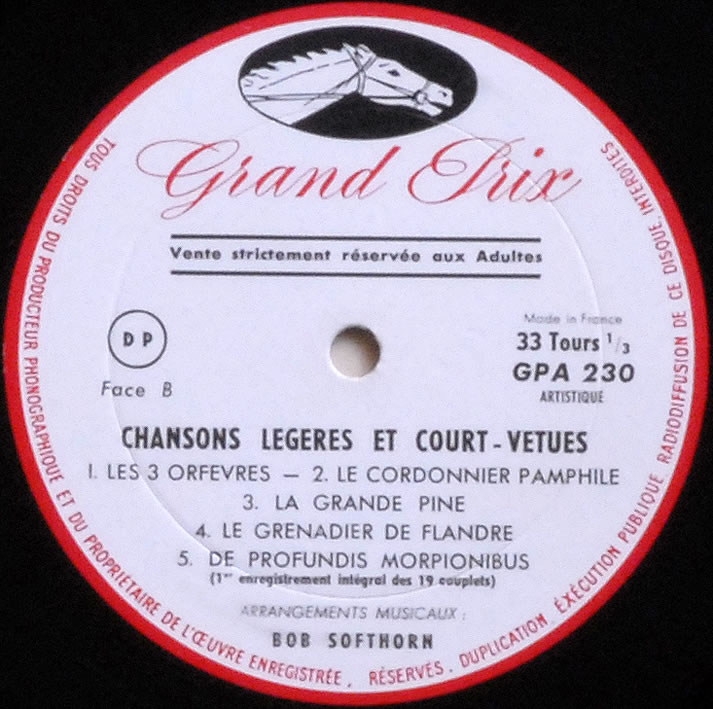 Grand Prix
Vente strictement réservée aux Adultes
DP
Face B
Made in France
33 Tours 1/3
GPA 230
ARTISTIQUE
CHANSONS LEGERES ET COURT-VETUES
1. LES 3 ORFEVRES — 2. LE CORDONNIER PAMPHILE
3. LA GRANDE PINE
4. LE GRENADIER DE FLANDRE
5. DE PROFUNDIS MORPIONIBUS
(1er enregistrement intégral des 19 couplets)
ARRANGEMENTS MUSICAUX :
BOB SOFTHORN
TOUS DROITS DU PRODUCTEUR PHONOGRAPHIQUE ET DU PROPRIETAIRE DE L'ŒUVRE ENREGISTRÉE, RÉSERVÉS. DUPLICATION, ÉXÉCUTION PUBLIQUE RADIODIFFUSION DE CE DISQUE, INTERDITES